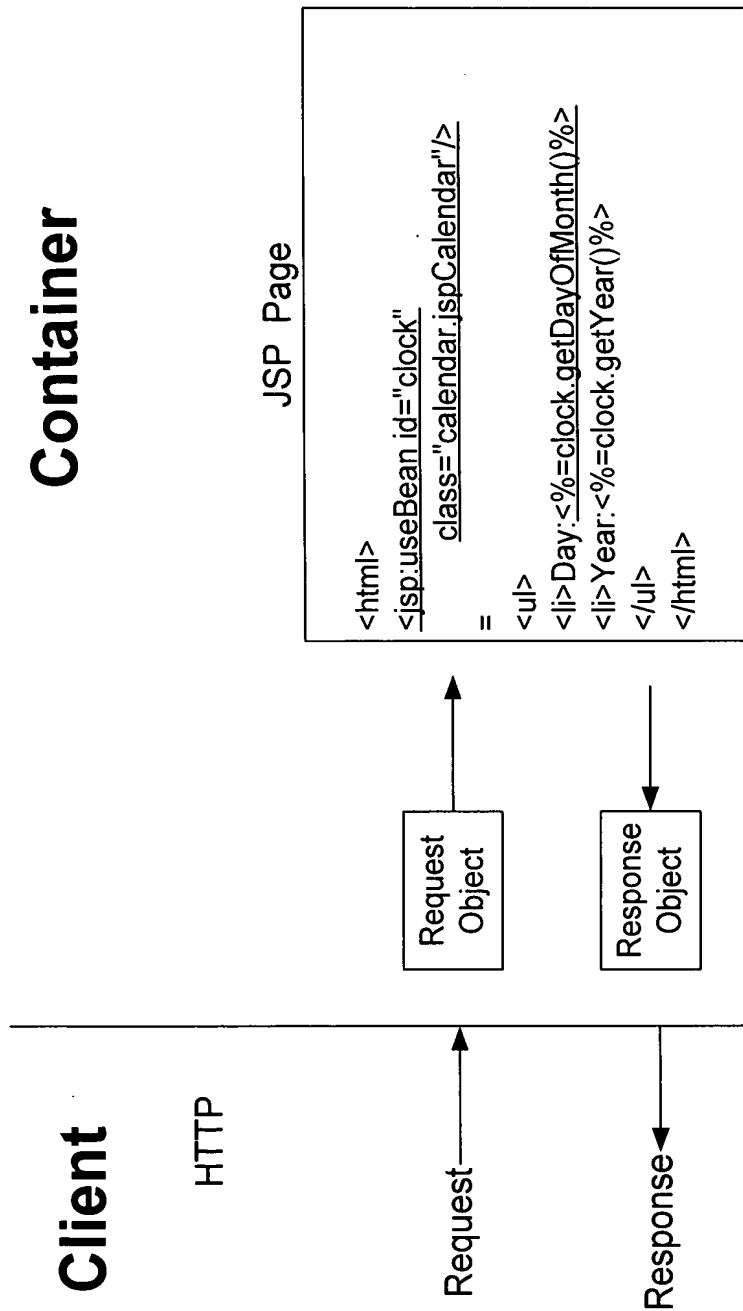 Client
Container
HTTP
JSP Page
Request
Request
Object
Response
Response
Object
<html>
<jsp:useBean id="clock"
class="calendar.jspCalendar"/>
=
<ul>
<li>Day:<%=clock.getDayOfMonth()%>
<li>Year:<%=clock.getYear()%>
</ul>
</html>